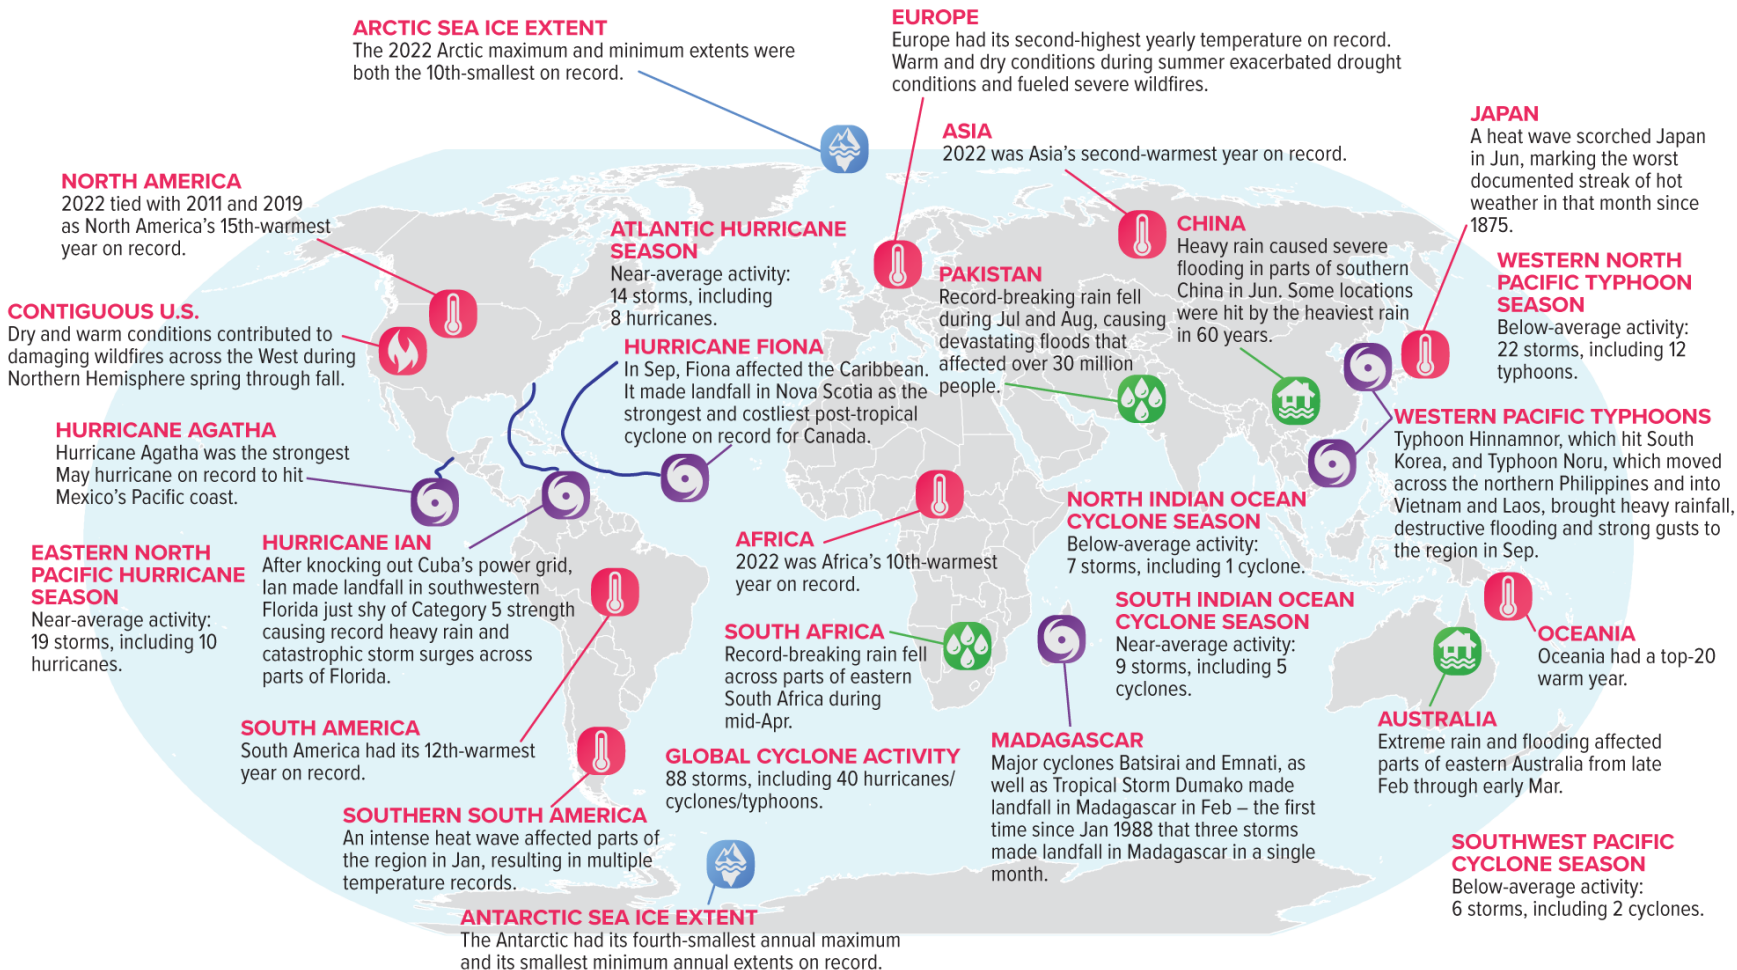 ARCTIC SEA ICE EXTENT
The 2022 Arctic maximum and minimum extents were
both the 10th-smallest on record.
EUROPE
Europe had its second-highest yearly temperature on record.
Warm and dry conditions during summer exacerbated drought
conditions and fueled severe wildfires.
ASIA
2022 was Asia's second-warmest year on record.
JAPAN
A heat wave scorched Japan
in Jun, marking the worst
documented streak of hot
weather in that month since
1875.
NORTH AMERICA
2022 tied with 2011 and 2019
as North America's 15th-warmest
year on record.
ATLANTIC HURRICANE
SEASON
Near-average activity:
14 storms, including
8 hurricanes.
CHINA
Heavy rain caused severe
flooding in parts of southern
China in Jun. Some locations
were hit by the heaviest rain
in 60 years.
PAKISTAN
Record-breaking rain fell
during Jul and Aug, causing
devastating floods that
affected over 30 million
people.
WESTERN NORTH
PACIFIC TYPHOON
SEASON
Below-average activity:
22 storms, including 12
typhoons.
CONTIGUOUS U.S.
Dry and warm conditions contributed to
damaging wildfires across the West during
Northern Hemisphere spring through fall.
HURRICANE FIONA
In Sep, Fiona affected the Caribbean.
It made landfall in Nova Scotia as the
strongest and costliest post-tropical
cyclone on record for Canada.
HURRICANE AGATHA
Hurricane Agatha was the strongest
May hurricane on record to hit
Mexico's Pacific coast.
WESTERN PACIFIC TYPHOONS
Typhoon Hinnamnor, which hit South
Korea, and Typhoon Noru, which moved
across the northern Philippines and into
Vietnam and Laos, brought heavy rainfall,
destructive flooding and strong gusts to
the region in Sep.
NORTH INDIAN OCEAN
CYCLONE SEASON
Below-average activity:
7 storms, including 1 cyclone.
EASTERN NORTH
PACIFIC HURRICANE
SEASON
Near-average activity:
19 storms, including 10
hurricanes.
HURRICANE IAN
After knocking out Cuba's power grid,
Ian made landfall in southwestern
Florida just shy of Category 5 strength
causing record heavy rain and
catastrophic storm surges across
parts of Florida.
AFRICA
2022 was Africa's 10th-warmest
year on record.
SOUTH INDIAN OCEAN
CYCLONE SEASON
Near-average activity:
9 storms, including 5
cyclones.
SOUTH AFRICA
Record-breaking rain fell
across parts of eastern
South Africa during
mid-Apr.
OCEANIA
Oceania had a top-20
warm year.
SOUTH AMERICA
South America had its 12th-warmest
year on record.
GLOBAL CYCLONE ACTIVITY
88 storms, including 40 hurricanes/
cyclones/typhoons.
MADAGASCAR
Major cyclones Batsirai and Emnati, as
well as Tropical Storm Dumako made
landfall in Madagascar in Feb – the first
time since Jan 1988 that three storms
made landfall in Madagascar in a single
month.
AUSTRALIA
Extreme rain and flooding affected
parts of eastern Australia from late
Feb through early Mar.
SOUTHERN SOUTH AMERICA
An intense heat wave affected parts of
the region in Jan, resulting in multiple
temperature records.
SOUTHWEST PACIFIC
CYCLONE SEASON
Below-average activity:
6 storms, including 2 cyclones.
ANTARCTIC SEA ICE EXTENT
The Antarctic had its fourth-smallest annual maximum
and its smallest minimum annual extents on record.